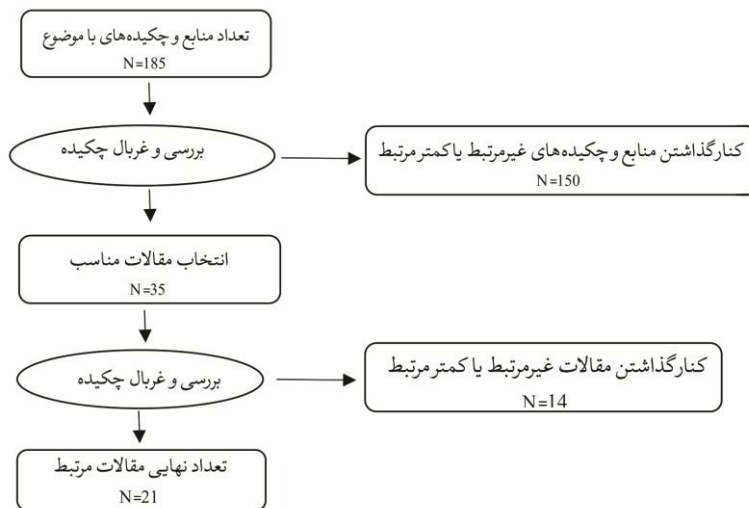 تعداد منابع و چکیده‌های با موضوع
N=185
بررسی و غربال چکیده
کنارگذاشتن منابع و چکیده‌های غیرمرتبط یا کمتر مرتبط
N=150
انتخاب مقالات مناسب
N=35
بررسی و غربال چکیده
کنارگذاشتن مقالات غیرمرتبط یا کمتر مرتبط
N=14
تعداد نهایی مقالات مرتبط
N=21